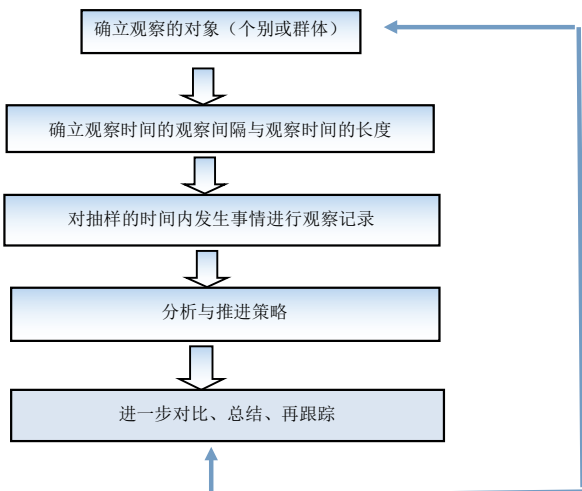 确立观察的对象（个别或群体）
确立观察时间的观察间隔与观察时间的长度
对抽样的时间内发生事情进行观察记录
分析与推进策略
进一步对比、总结、再跟踪